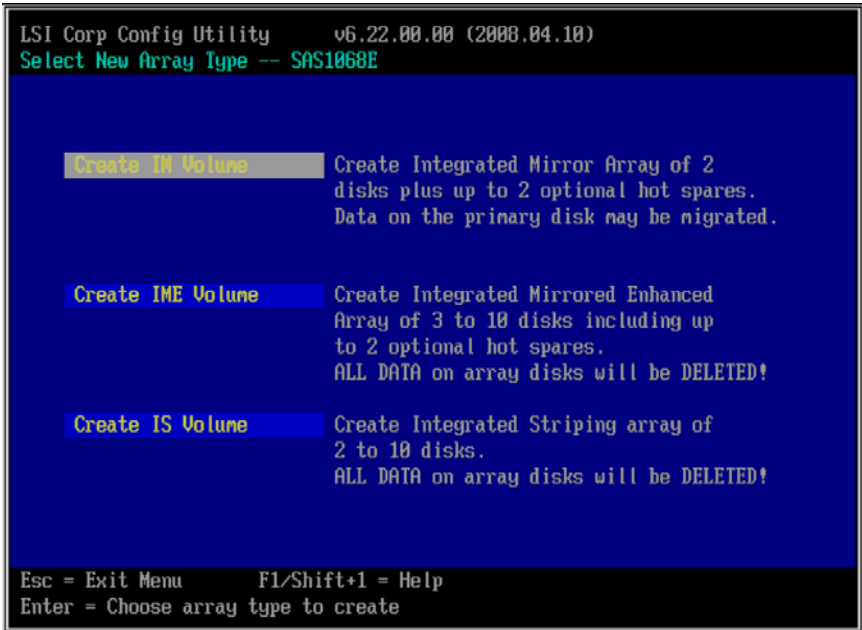 LSI Corp Config Utility v6.22.00.00 (2008.04.10)
Select New Array Type -- SAS1068E
Create IM Volume Create Integrated Mirror Array of 2
disks plus up to 2 optional hot spares.
Data on the primary disk may be migrated.
Create IME Volume Create Integrated Mirrored Enhanced
Array of 3 to 10 disks including up
to 2 optional hot spares.
ALL DATA on array disks will be DELETED!
Create IS Volume Create Integrated Striping array of
2 to 10 disks.
ALL DATA on array disks will be DELETED!
Esc = Exit Menu F1/Shift+1 = Help
Enter = Choose array type to create